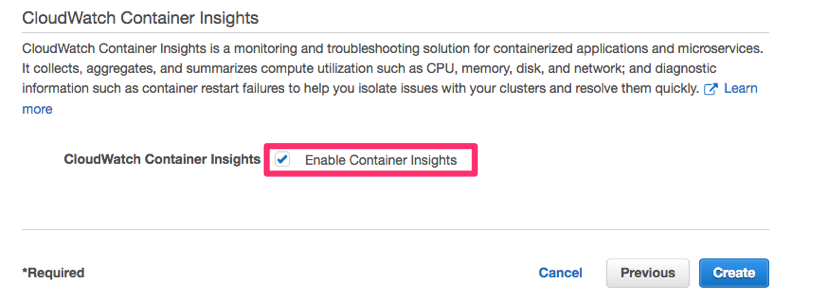 CloudWatch Container Insights
CloudWatch Container Insights is a monitoring and troubleshooting solution for containerized applications and microservices.
It collects, aggregates, and summarizes compute utilization such as CPU, memory, disk, and network; and diagnostic
information such as container restart failures to help you isolate issues with your clusters and resolve them quickly. Learn
more
CloudWatch Container Insights Enable Container Insights
*Required Cancel Previous Create